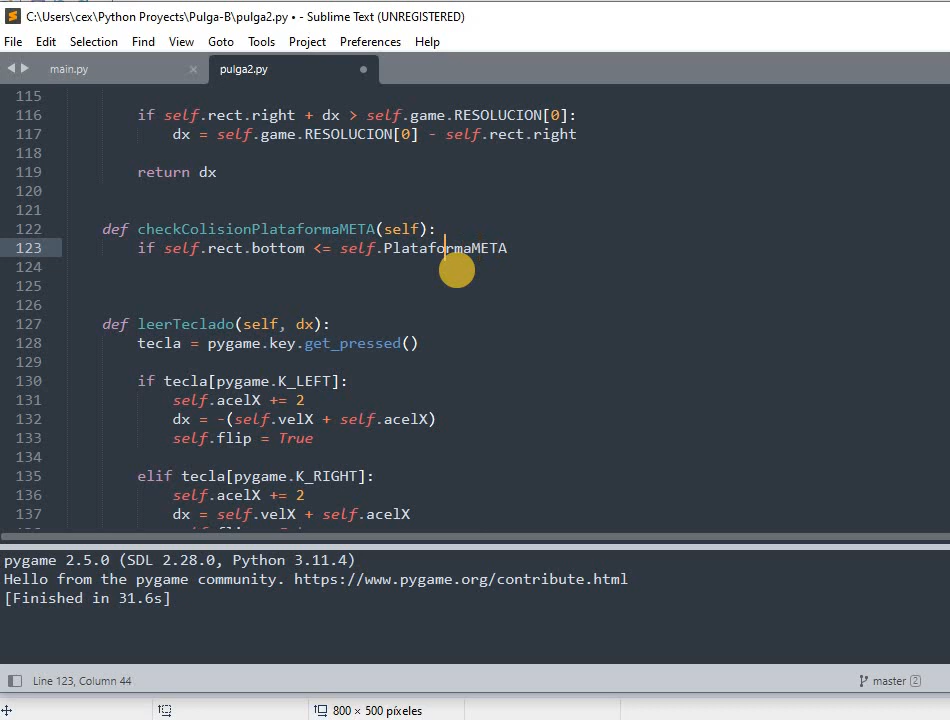 C:\Users\cex\Python Proyects\Pulga-B\pulga2.py • - Sublime Text (UNREGISTERED)
File Edit Selection Find View Goto Tools Project Preferences Help
main.py pulga2.py
115
116 if self.rect.right + dx > self.game.RESOLUCION[0]:
117 dx = self.game.RESOLUCION[0] - self.rect.right
118
119 return dx
120
121
122 def checkColisionPlataformaMETA(self):
123 if self.rect.bottom <= self.PlataformaMETA
124
125
126
127 def leerTeclado(self, dx):
128 tecla = pygame.key.get_pressed()
129
130 if tecla[pygame.K_LEFT]:
131 self.acelX += 2
132 dx = -(self.velX + self.acelX)
133 self.flip = True
134
135 elif tecla[pygame.K_RIGHT]:
136 self.acelX += 2
137 dx = self.velX + self.acelX
pygame 2.5.0 (SDL 2.28.0, Python 3.11.4)
Hello from the pygame community. https://www.pygame.org/contribute.html
[Finished in 31.6s]
Line 123, Column 44 master 2
800 × 500 píxeles